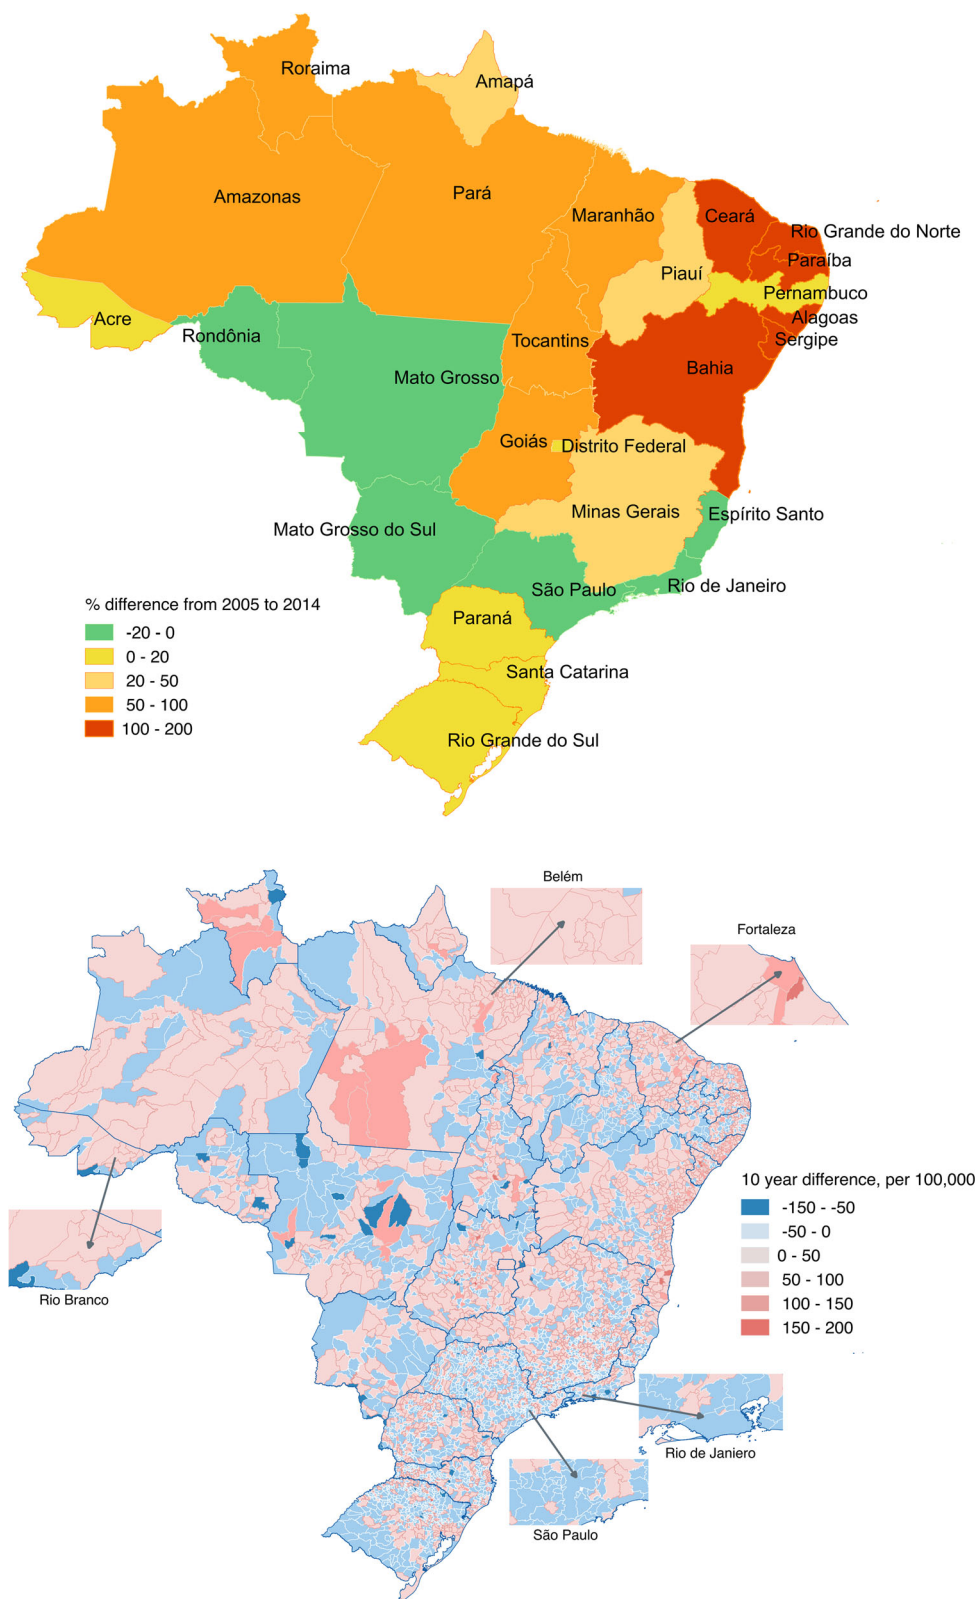 Roraima
Amapá
Amazonas
Pará
Maranhão
Ceará
Rio Grande do Norte
Paraíba
Piauí
Pernambuco
Acre
Alagoas
Rondônia
Sergipe
Tocantins
Mato Grosso
Bahia
Goiás
Distrito Federal
Minas Gerais
Espírito Santo
Mato Grosso do Sul
São Paulo
Rio de Janeiro
Paraná
Santa Catarina
Rio Grande do Sul
% difference from 2005 to 2014
-20 - 0
0 - 20
20 - 50
50 - 100
100 - 200
Belém
Fortaleza
10 year difference, per 100,000
-150 - -50
-50 - 0
0 - 50
50 - 100
100 - 150
150 - 200
Rio Branco
Rio de Janiero
São Paulo